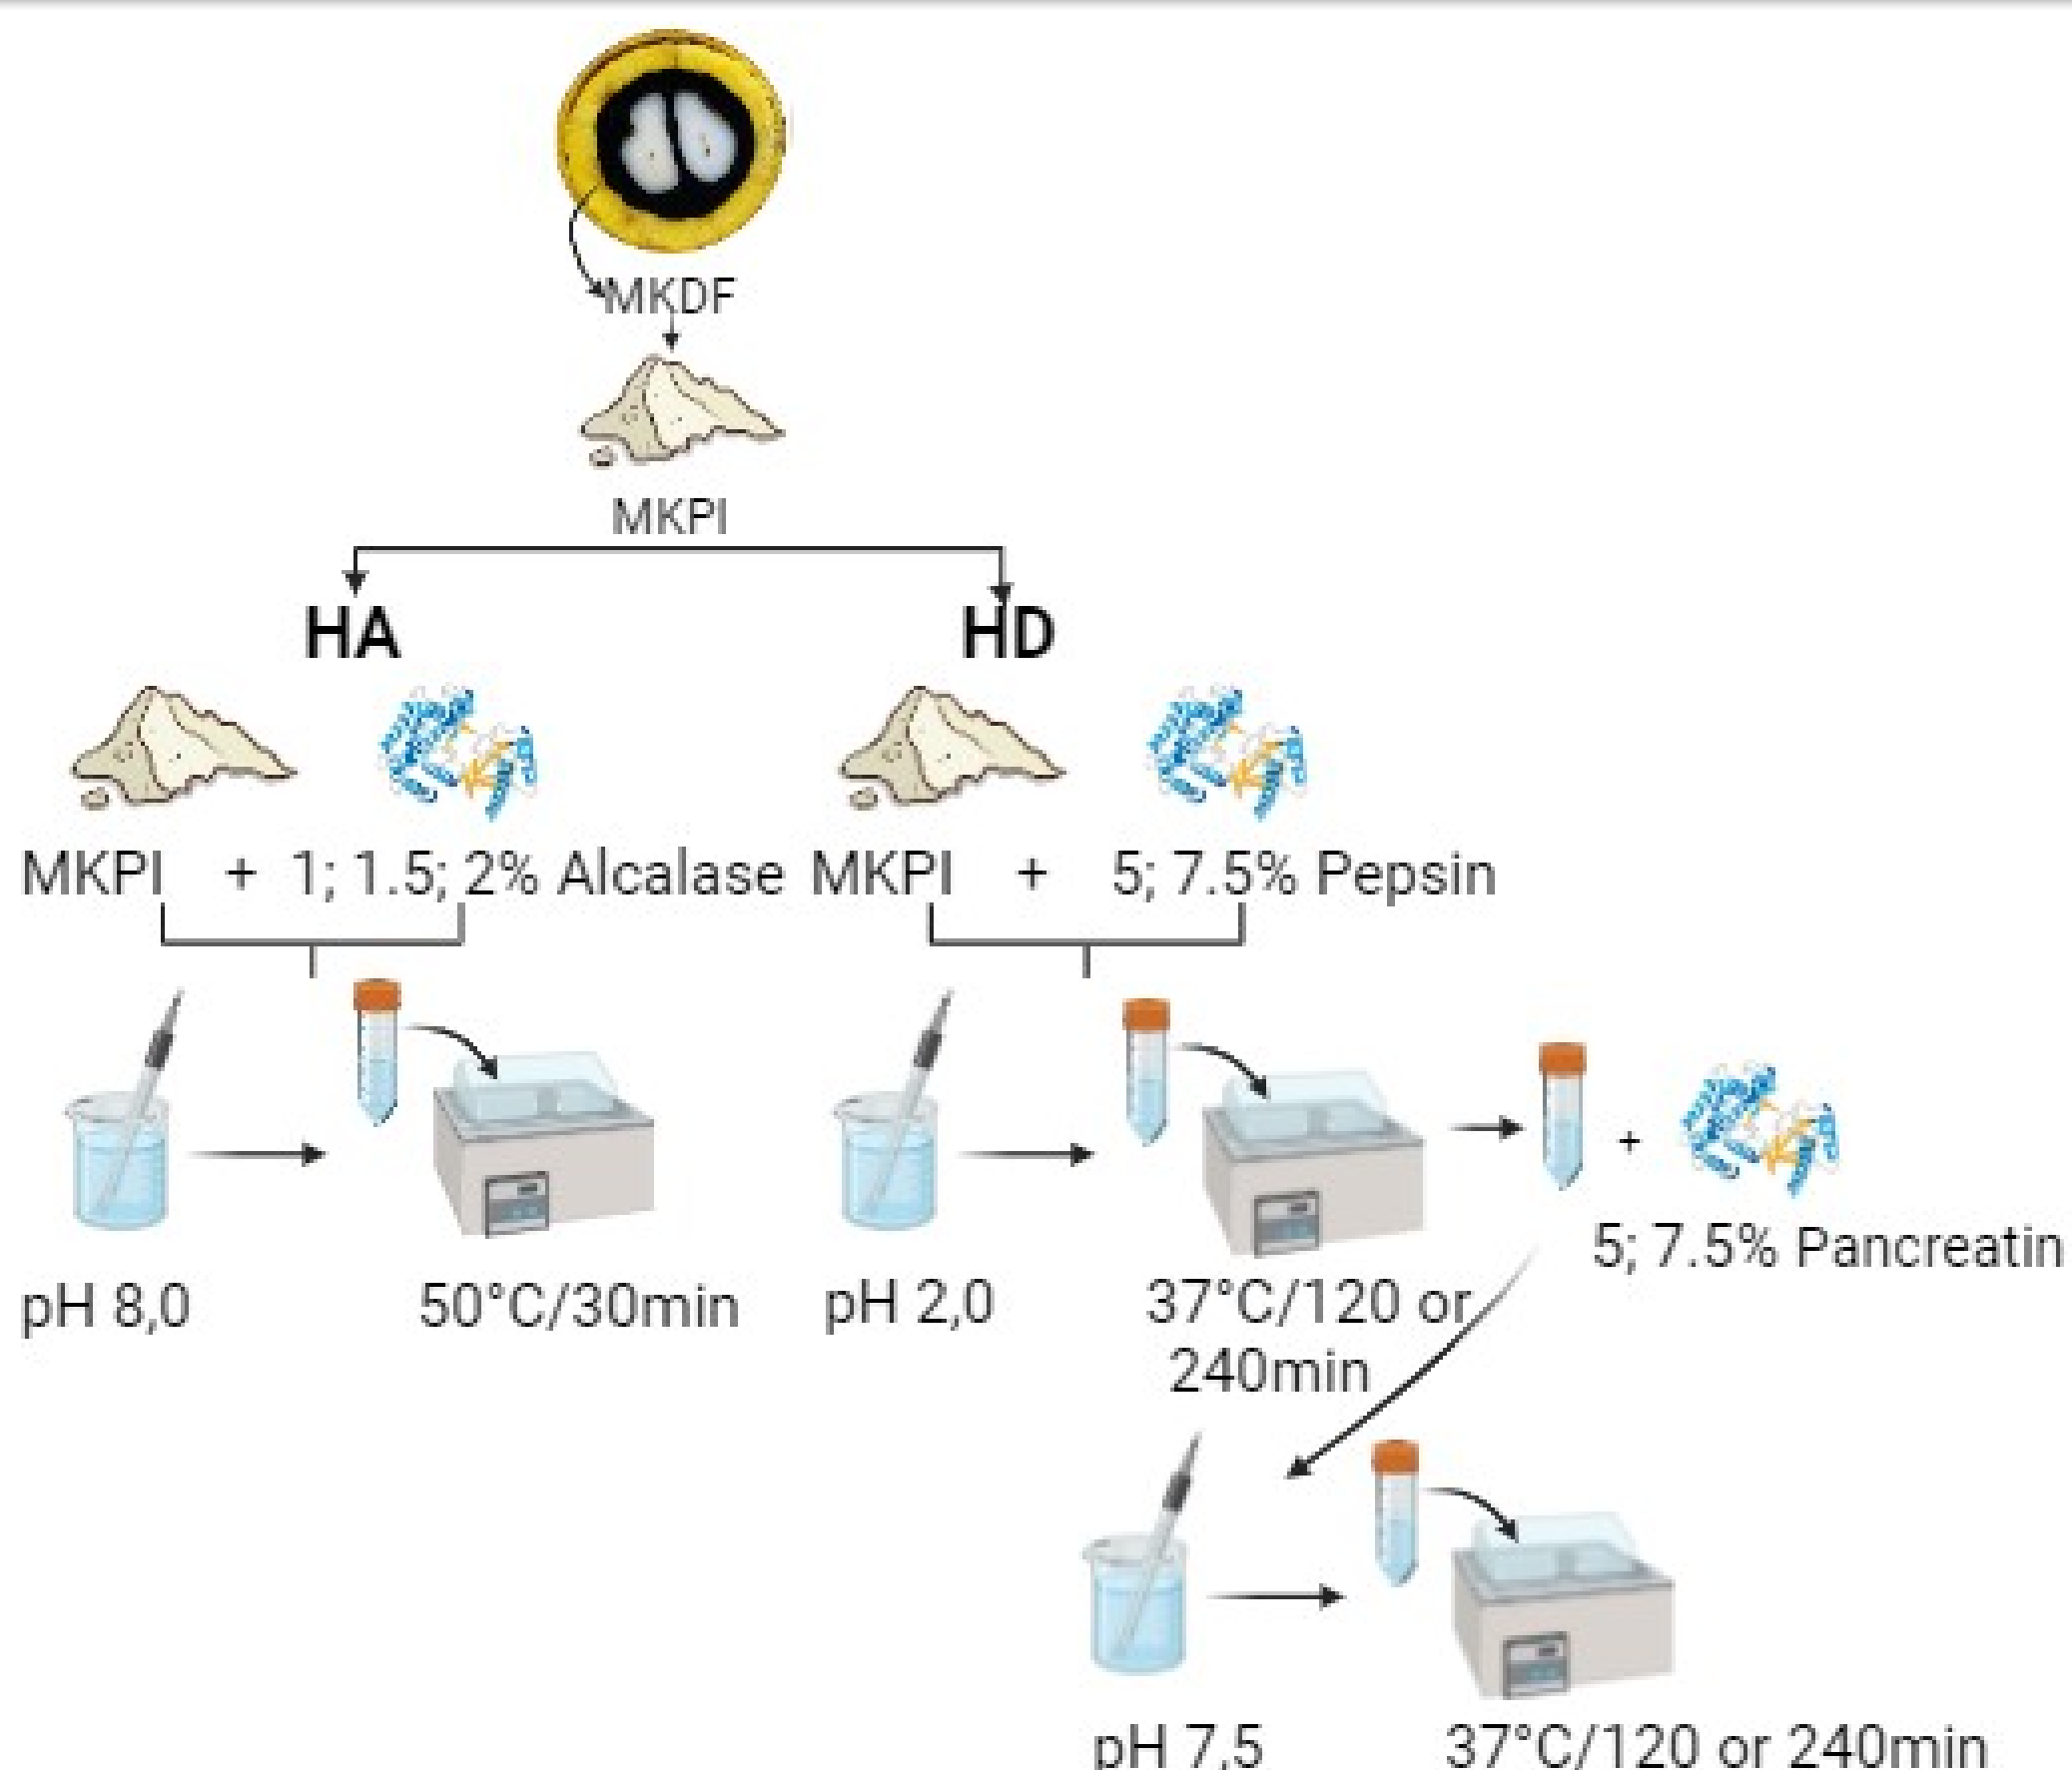 MKDF
MKPI
HA
HD
MKPI + 1; 1.5; 2% Alcalase
MKPI + 5; 7.5% Pepsin
+
5; 7.5% Pancreatin
pH 8,0
50°C/30min
pH 2,0
37°C/120 or
240min
pH 7,5
37°C/120 or 240min